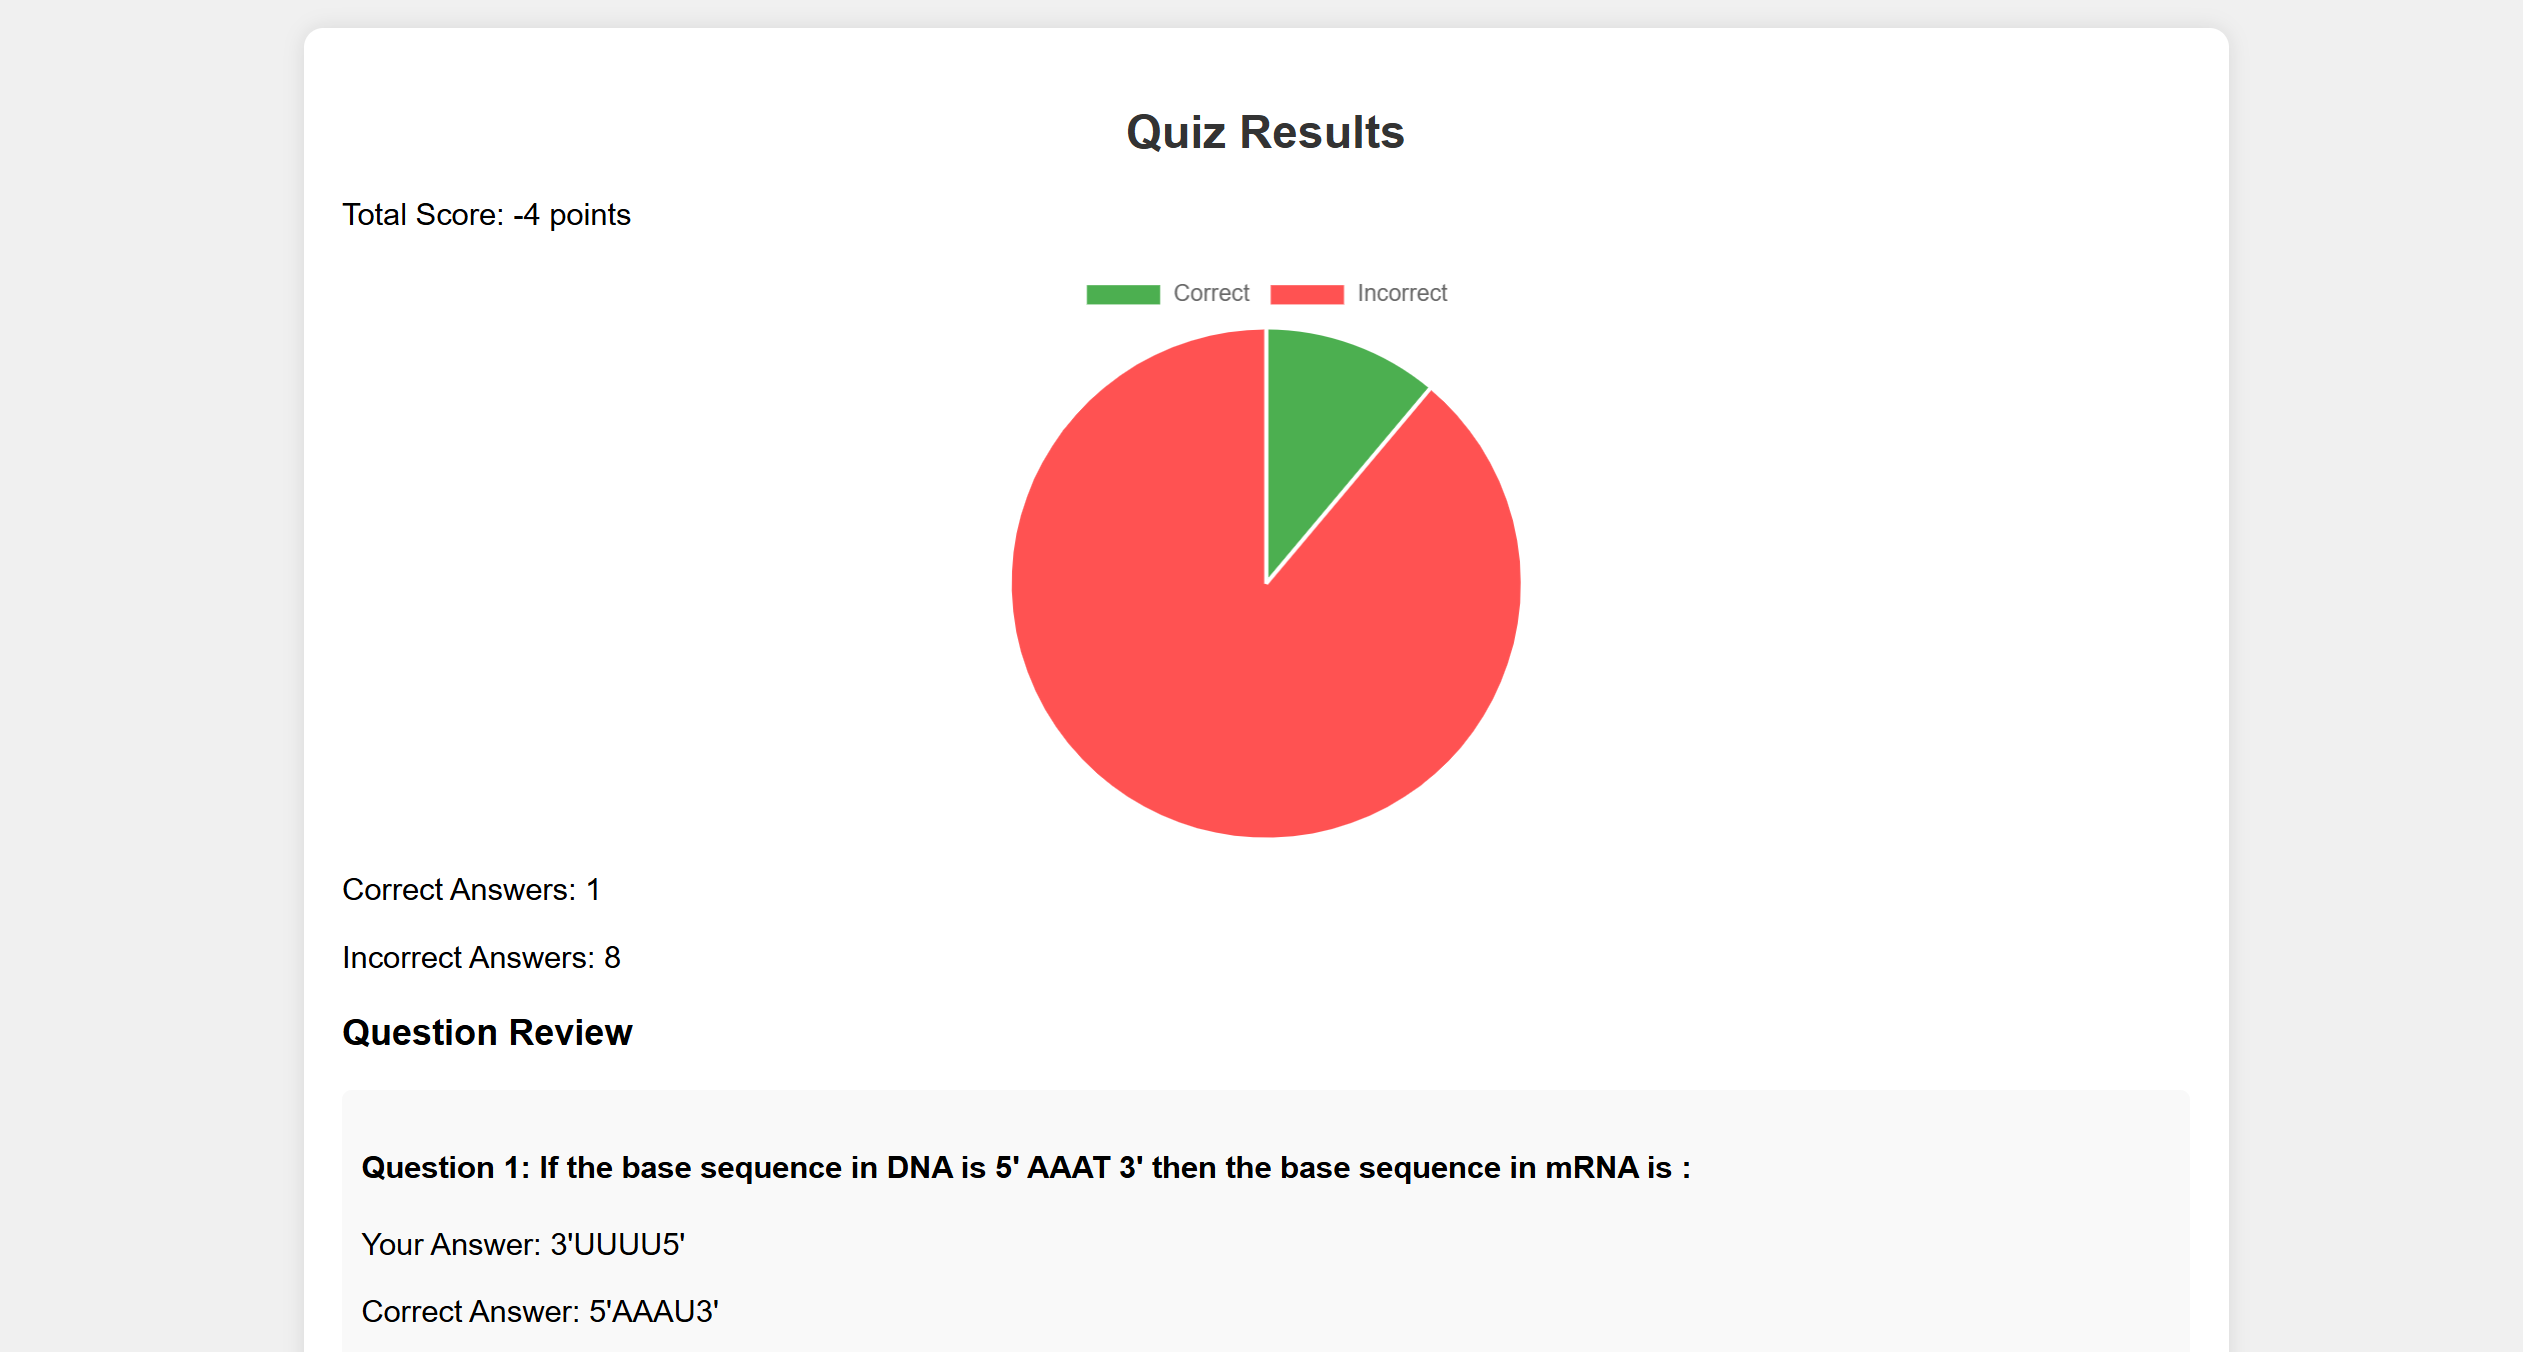 Quiz Results
Total Score: -4 points
Correct Incorrect
Correct Answers: 1
Incorrect Answers: 8
Question Review
Question 1: If the base sequence in DNA is 5' AAAT 3' then the base sequence in mRNA is :
Your Answer: 3'UUUU5'
Correct Answer: 5'AAAU3'